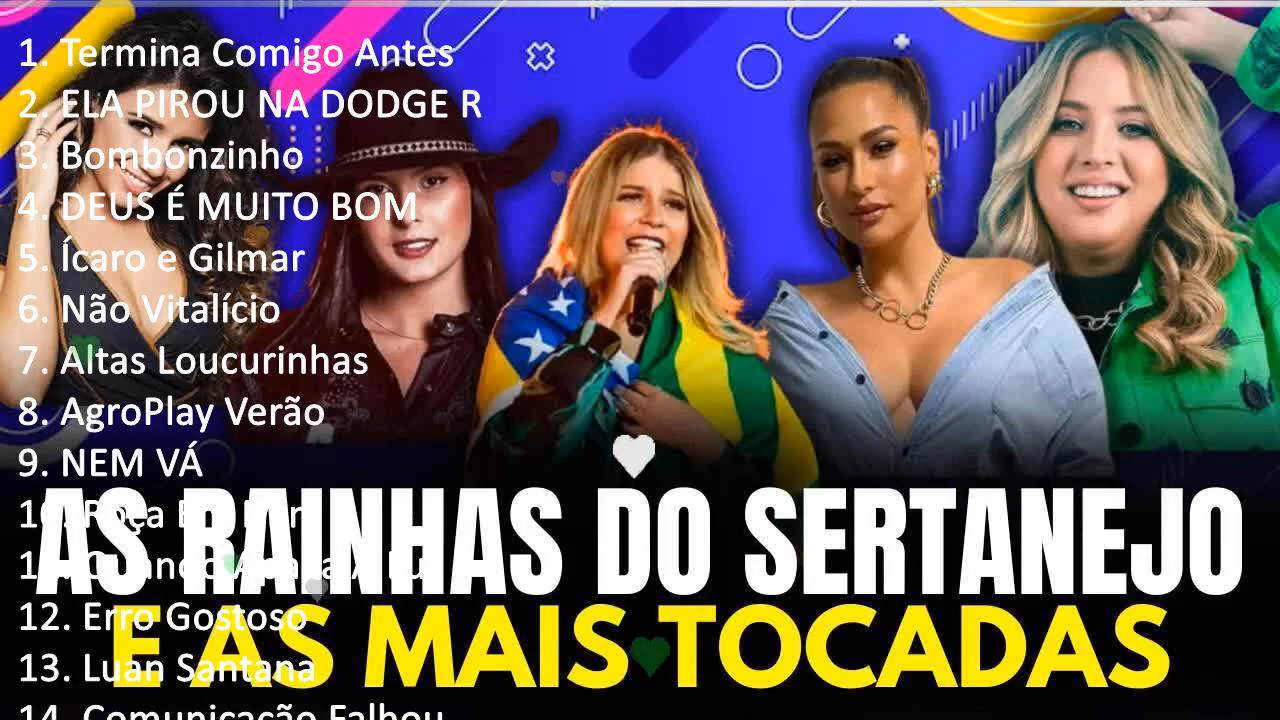 1. Termina Comigo Antes
2. ELA PIROU NA DODGE R
3. Bombonzinho
4. DEUS É MUITO BOM
5. Ícaro e Gilmar
6. Não Vitalício
7. Altas Loucurinhas
8. AgroPlay Verão
9. NEM VÁ
AS RAINHAS DO SERTANEJO
12. Erro Gostoso
E AS MAIS TOCADAS
13. Luan Santana
14. Comunicação Falhou